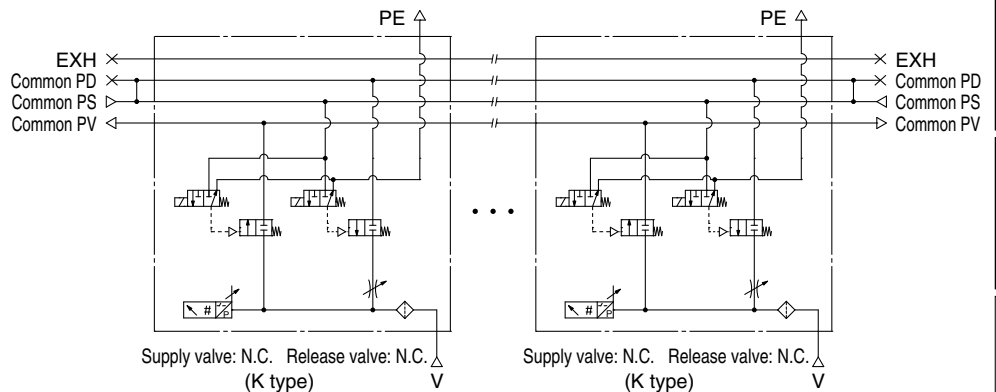 PE PE
EXH EXH
Common PD Common PD
Common PS Common PS
Common PV Common PV
# P # P
Supply valve: N.C. Release valve: N.C. Supply valve: N.C. Release valve: N.C.
(K type) V (K type) V